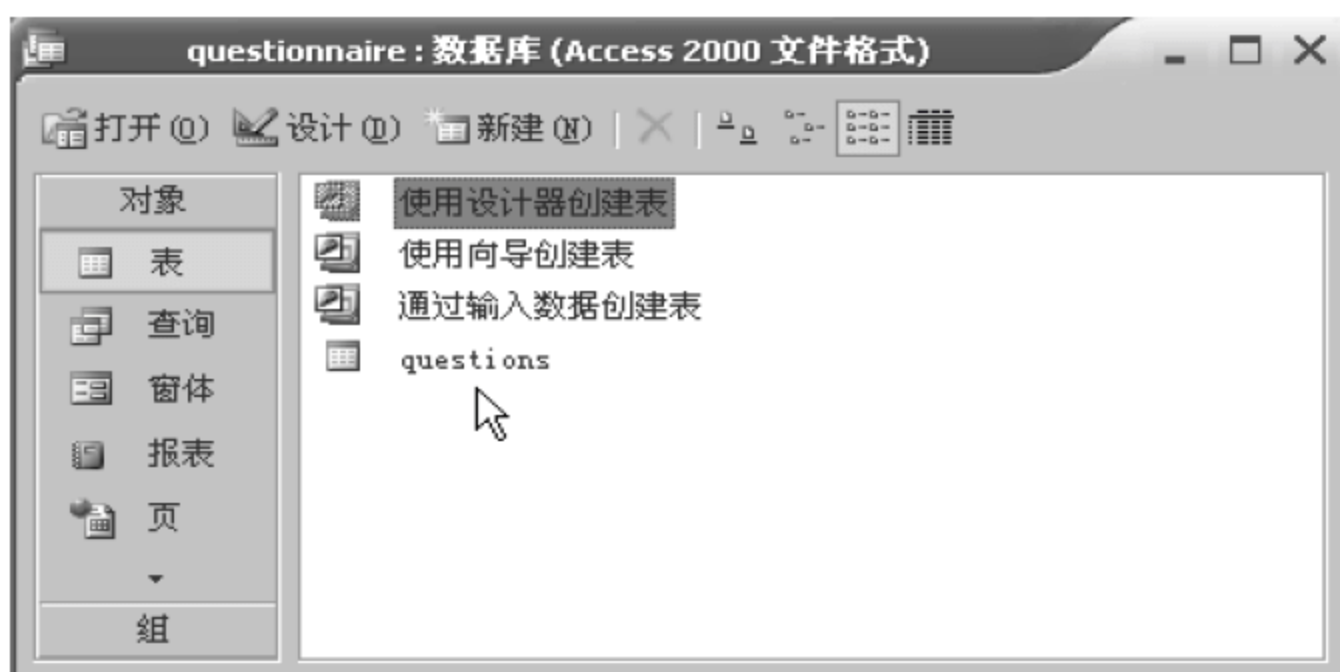 questionnaire : 数据库 (Access 2000 文件格式)
打开(O) 设计(D) 新建(N)
对象
表
查询
窗体
报表
页
组
使用设计器创建表
使用向导创建表
通过输入数据创建表
questions